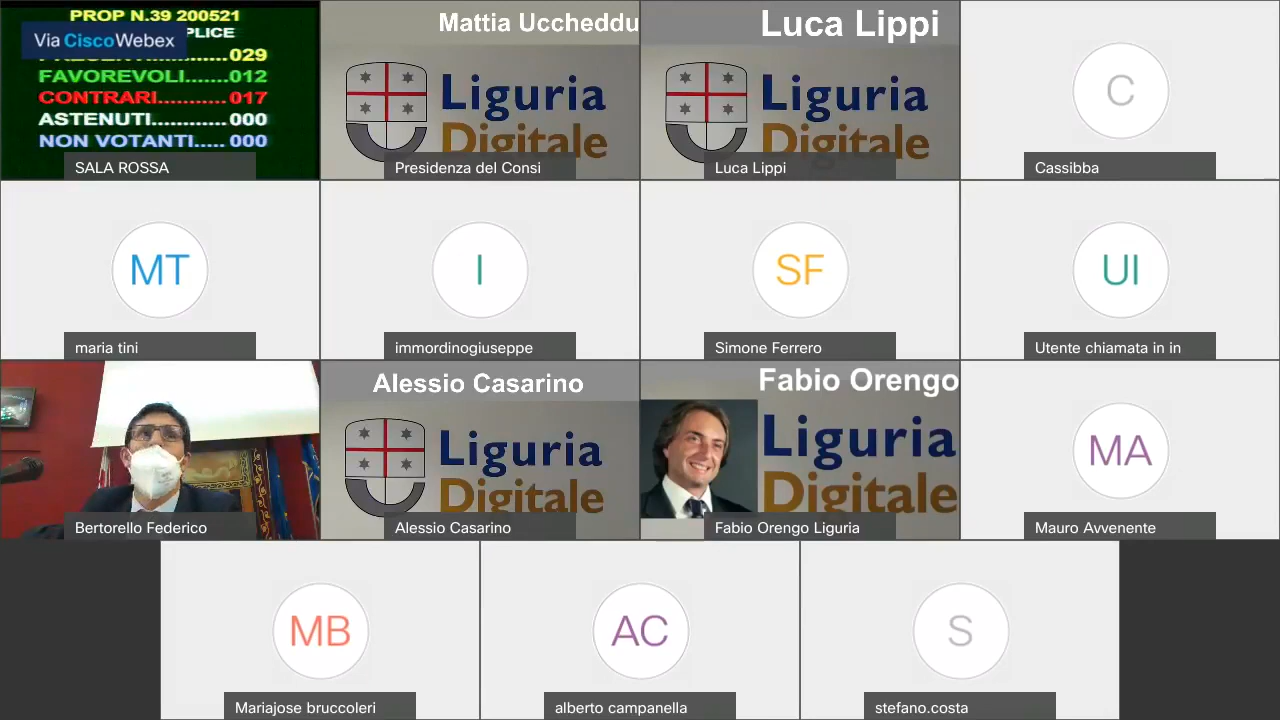 PROP N.39 200521
Via CiscoWebex
PLICE
PRESENTI..........029
FAVOREVOLI.......012
CONTRARI...........017
ASTENUTI............000
NON VOTANTI..... 000
SALA ROSSA
Mattia Uccheddu
Liguria
Digitale
Presidenza del Consi
Luca Lippi
Liguria
Digitale
Luca Lippi
C
Cassibba
MT
maria tini
I
immordinogiuseppe
SF
Simone Ferrero
UI
Utente chiamata in in
Bertorello Federico
Alessio Casarino
Liguria
Digitale
Alessio Casarino
Fabio Orengo
Liguria
Digitale
Fabio Orengo Liguria
MA
Mauro Avvenente
MB
Mariajose bruccoleri
AC
alberto campanella
S
stefano.costa